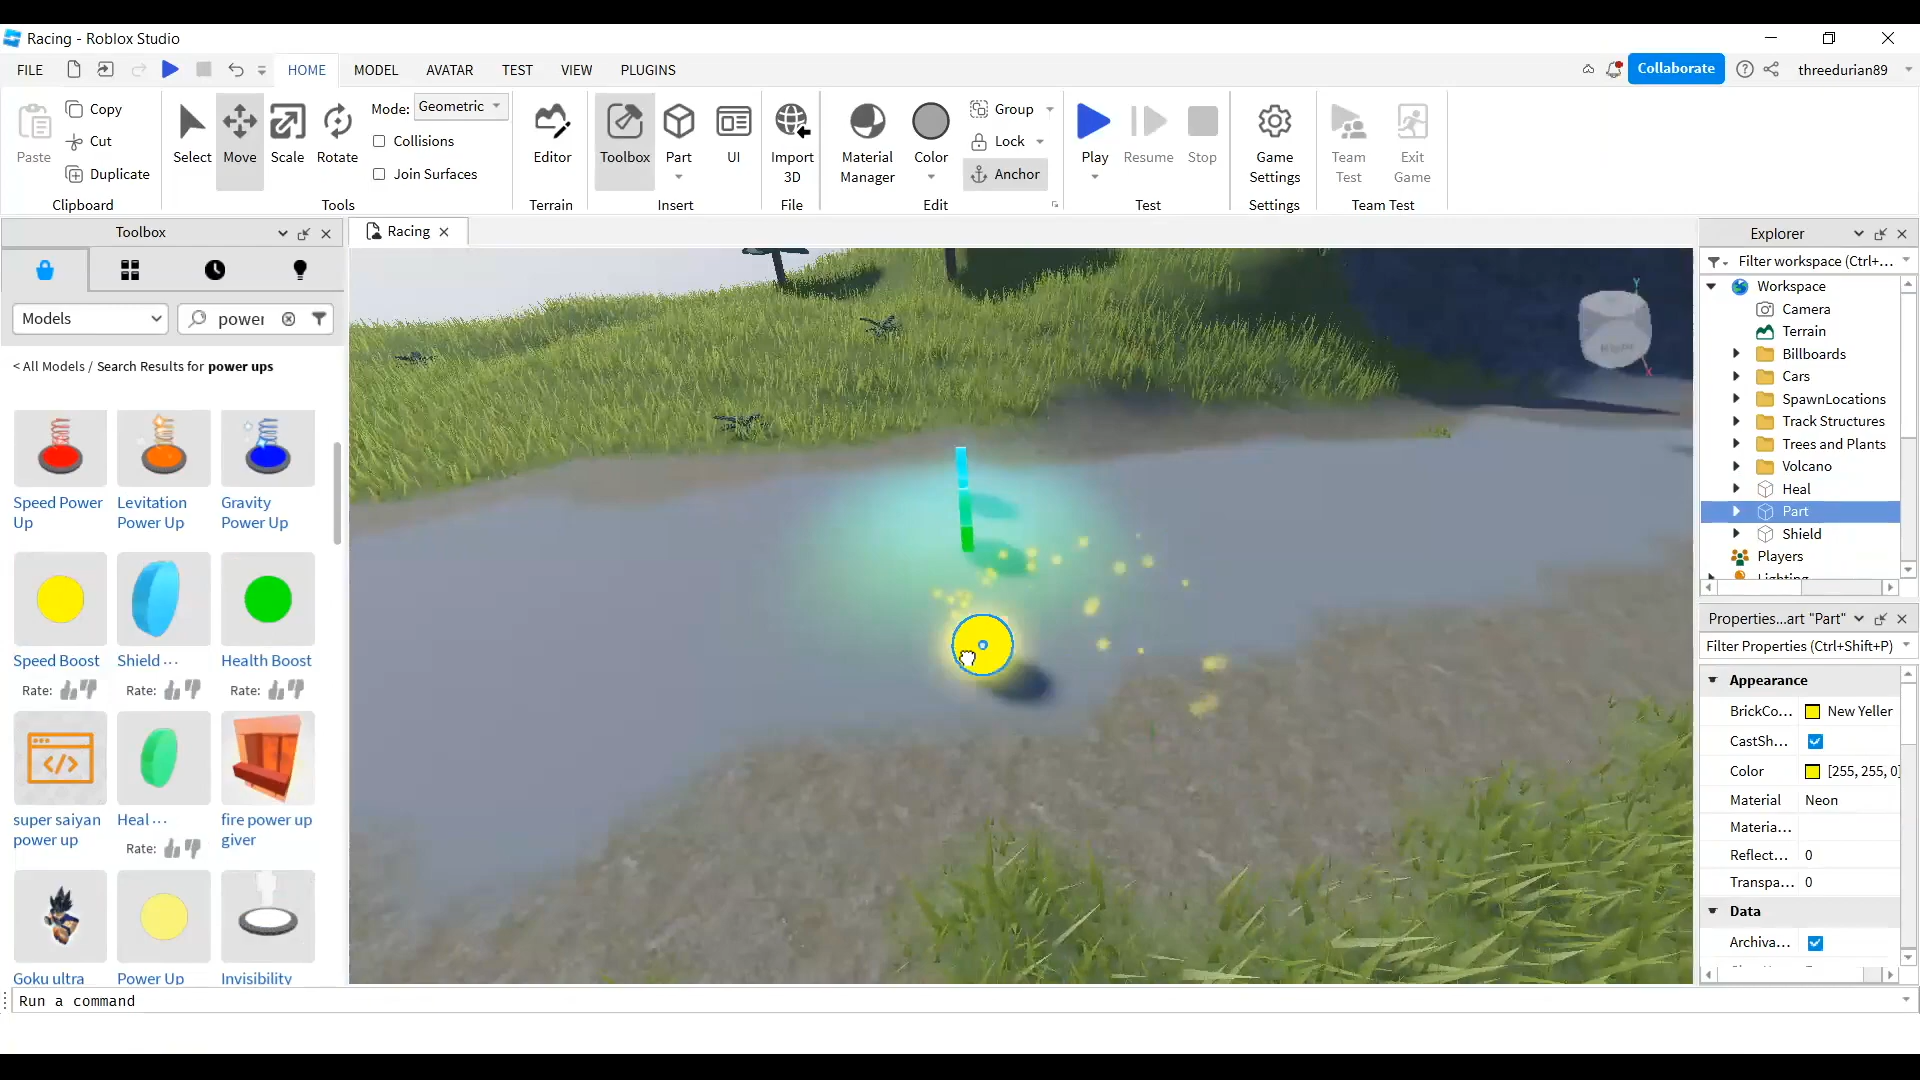 Racing - Roblox Studio
FILE HOME MODEL AVATAR TEST VIEW PLUGINS Collaborate threedurian89
Paste Copy Cut Duplicate
Clipboard
Select Move Scale Rotate
Mode: Geometric
Collisions
Join Surfaces
Tools
Editor
Terrain
Toolbox Part UI
Insert
Import 3D
File
Material Manager Color
Group
Lock
Anchor
Edit
Play Resume Stop
Test
Game Settings
Settings
Team Test Exit Game
Team Test
Toolbox
Models power
< All Models / Search Results for power ups
Speed Power Up
Levitation Power Up
Gravity Power Up
Speed Boost Shield ... Health Boost
Rate: Rate: Rate:
super saiyan power up
Heal ...
Rate:
fire power up giver
Goku ultra Power Up Invisibility
Racing
Explorer
Filter workspace (Ctrl+...
Workspace
Camera
Terrain
Billboards
Cars
SpawnLocations
Track Structures
Trees and Plants
Volcano
Heal
Part
Shield
Players
Lighting
Properties...art "Part"
Filter Properties (Ctrl+Shift+P)
Appearance
BrickCo... New Yeller
CastSh...
Color [255, 255, 0]
Material Neon
Materia...
Reflect... 0
Transpa... 0
Data
Archiva...
Y
X
Run a command